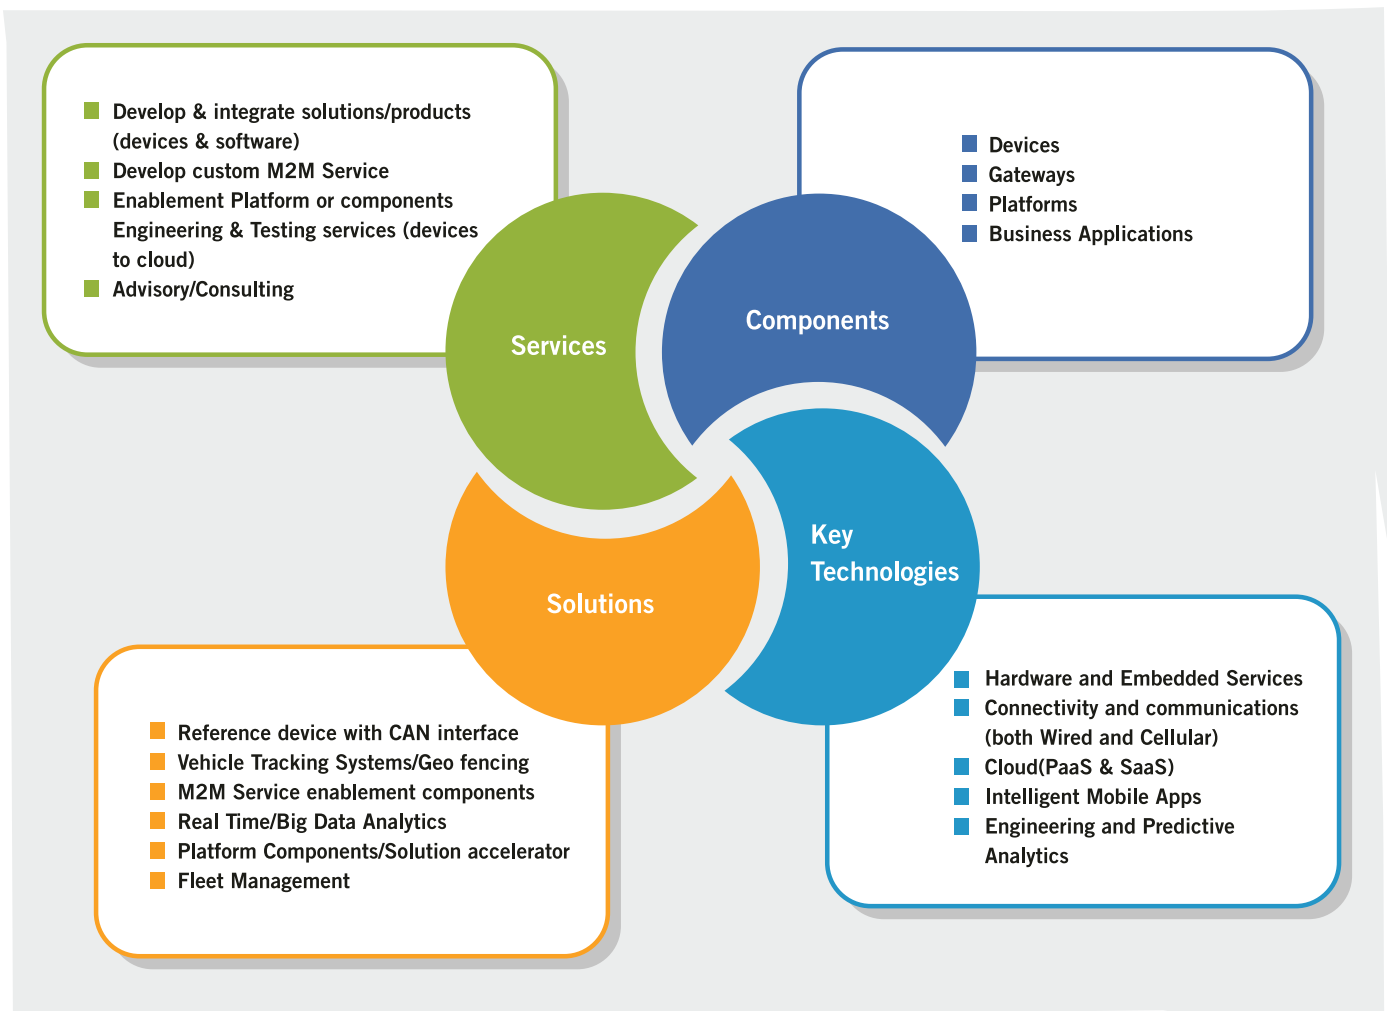 Develop & integrate solutions/products
(devices & software)
Develop custom M2M Service
Enablement Platform or components
Engineering & Testing services (devices
to cloud)
Advisory/Consulting
Devices
Gateways
Platforms
Business Applications
Services
Components
Solutions
Key
Technologies
Reference device with CAN interface
Vehicle Tracking Systems/Geo fencing
M2M Service enablement components
Real Time/Big Data Analytics
Platform Components/Solution accelerator
Fleet Management
Hardware and Embedded Services
Connectivity and communications
(both Wired and Cellular)
Cloud(PaaS & SaaS)
Intelligent Mobile Apps
Engineering and Predictive
Analytics